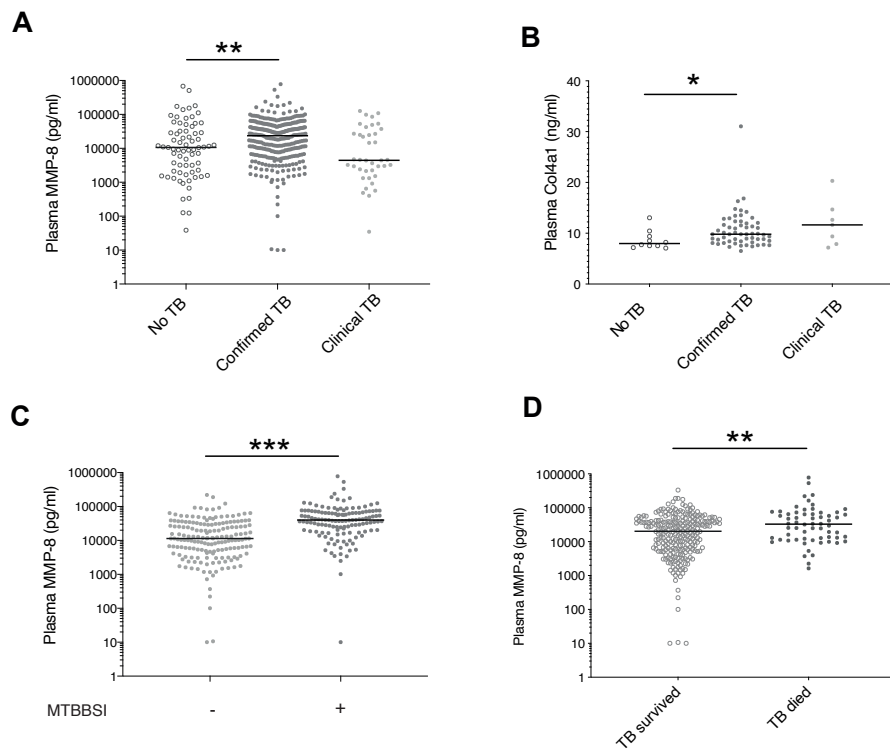 A
**
Plasma MMP-8 (pg/ml)
1000000
100000
10000
1000
100
10
1
No TB
Confirmed TB
Clinical TB
B
*
Plasma Col4a1 (ng/ml)
40
30
20
10
0
No TB
Confirmed TB
Clinical TB
C
***
Plasma MMP-8 (pg/ml)
1000000
100000
10000
1000
100
10
1
MTBBSI - +
D
**
Plasma MMP-8 (pg/ml)
1000000
100000
10000
1000
100
10
1
TB survived
TB died